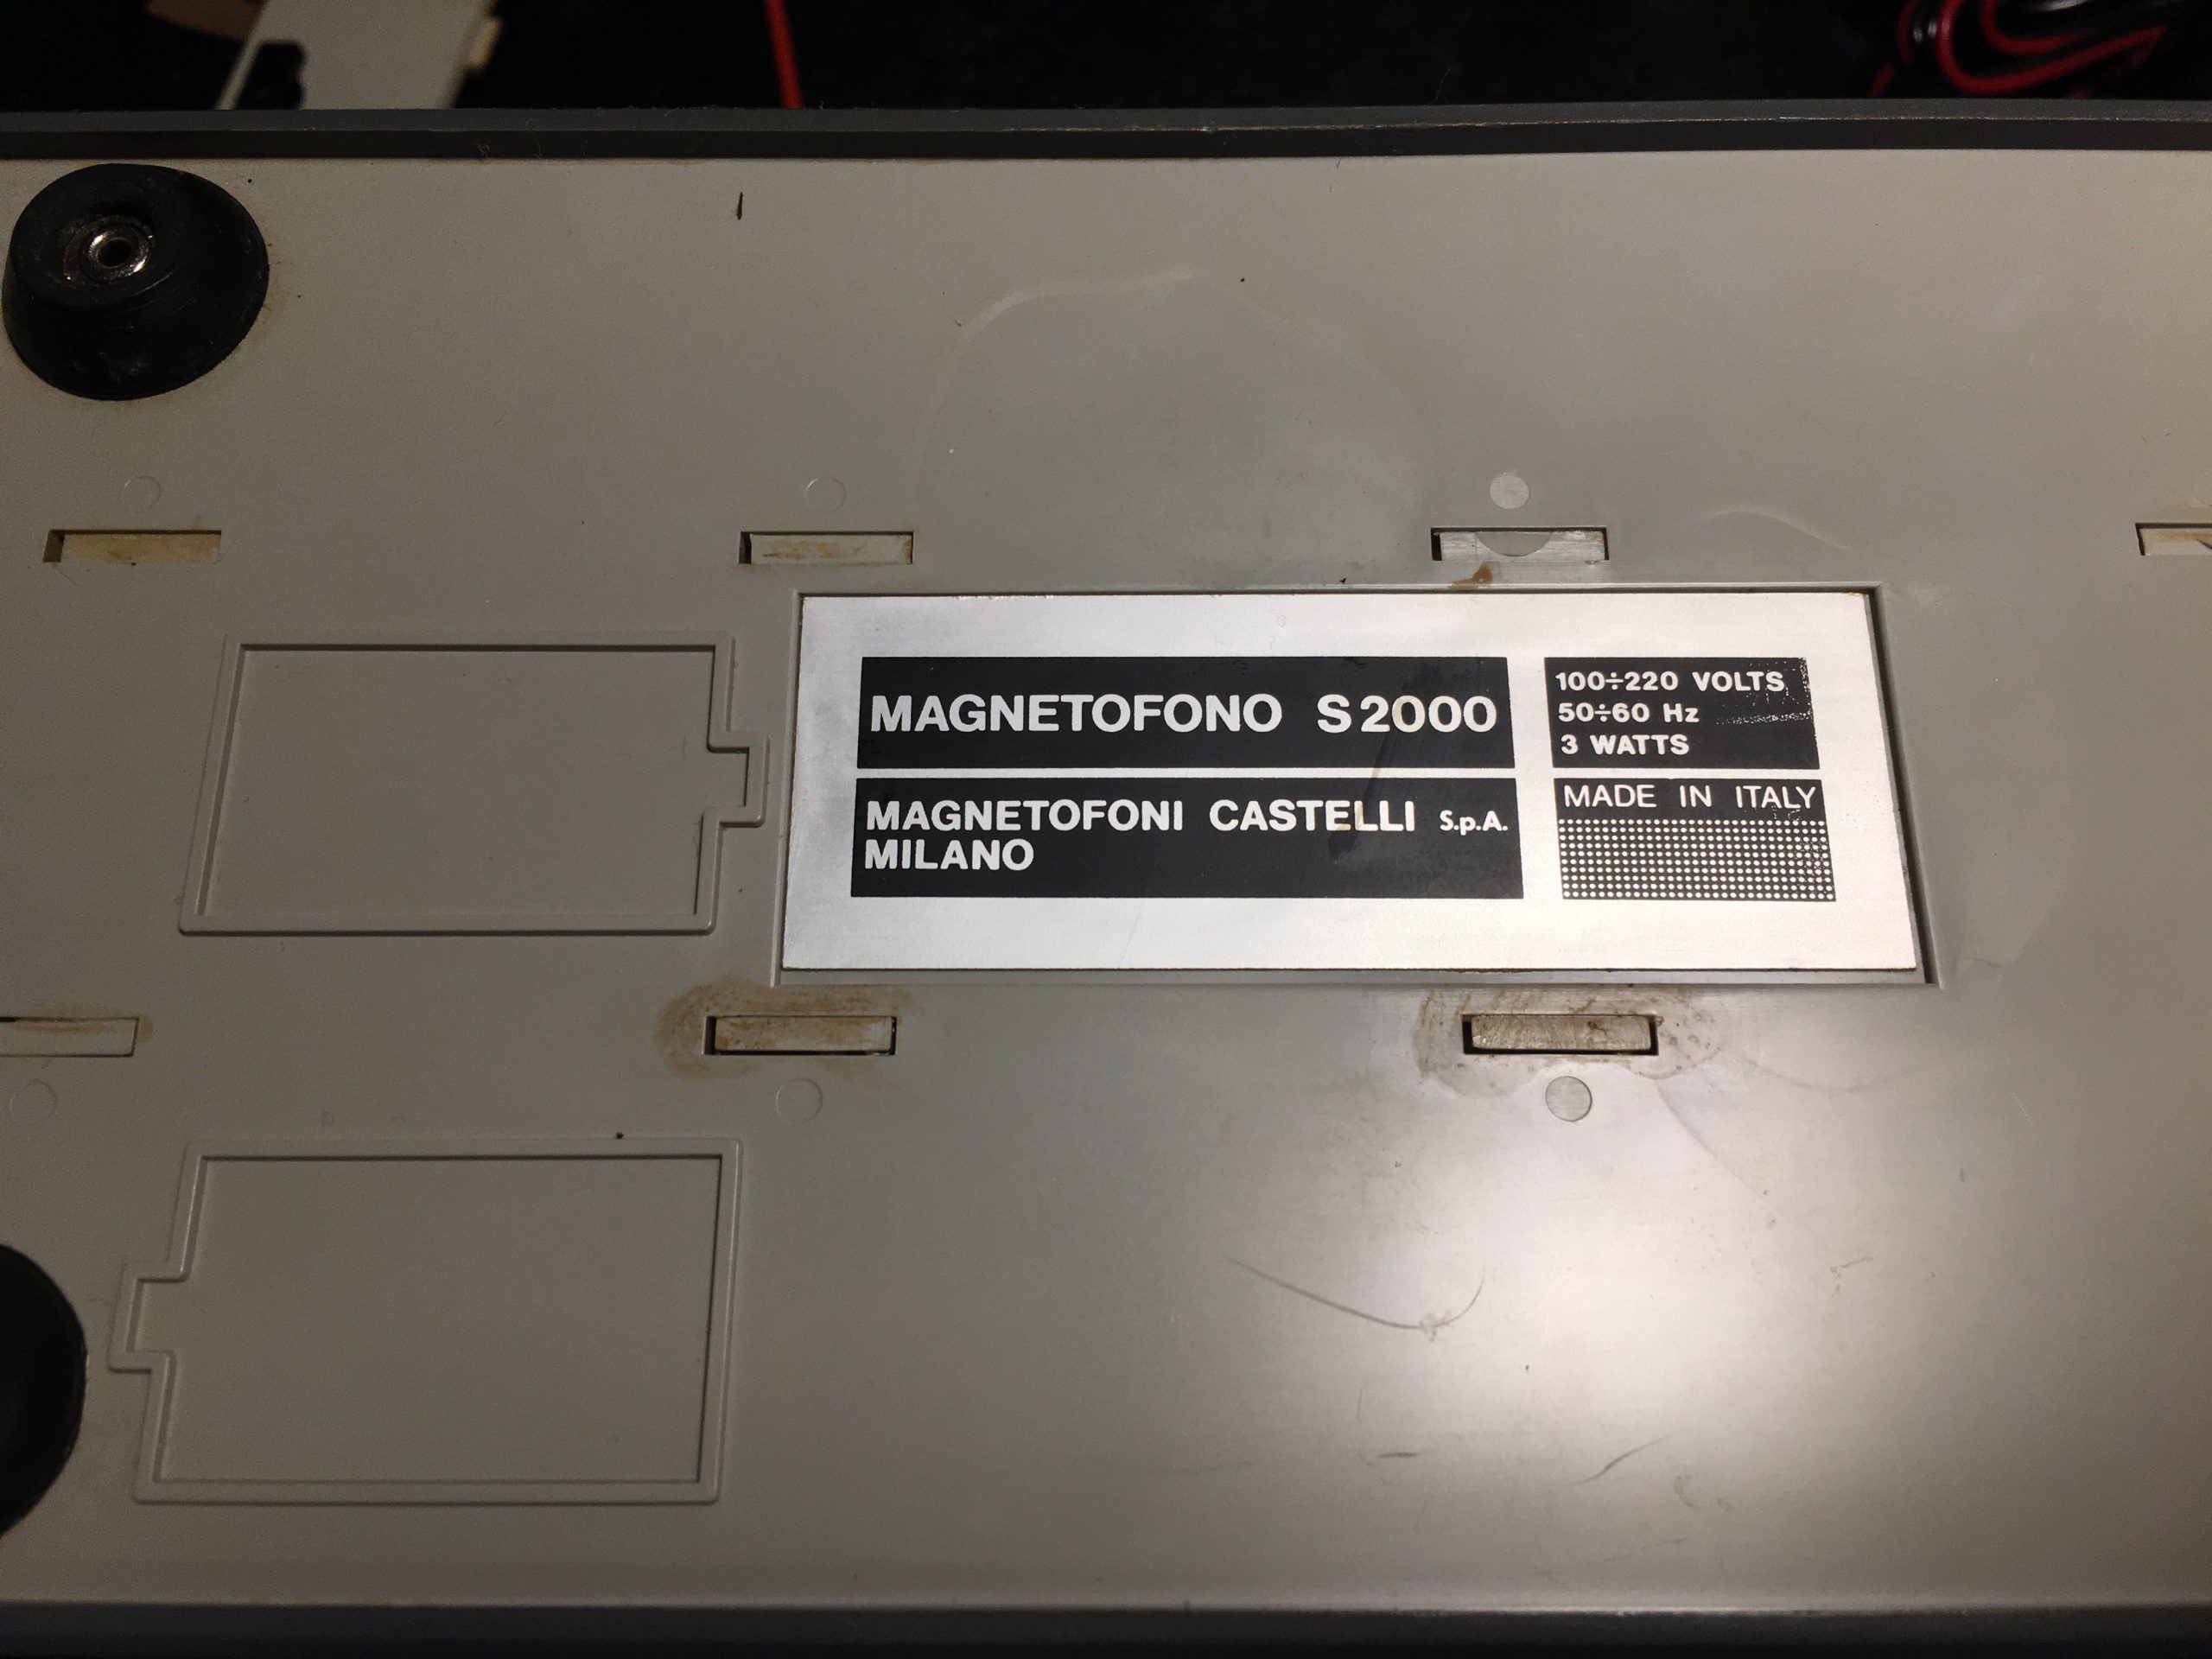 MAGNETOFONO S2000
MAGNETOFONI CASTELLI S.p.A.
MILANO
100÷220 VOLTS
50÷60 Hz
3 WATTS
MADE IN ITALY